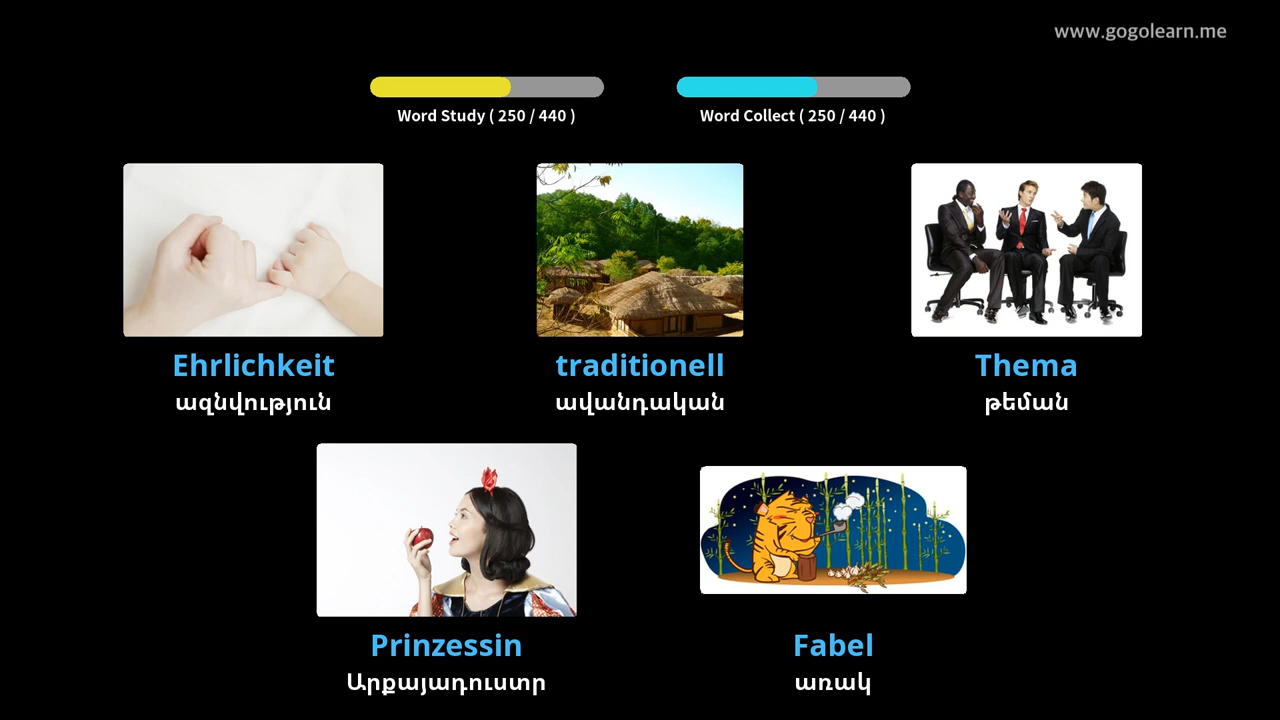 www.gogolearn.me
Word Study ( 250 / 440 )
Word Collect ( 250 / 440 )
Ehrlichkeit
ազնվություն
traditionell
ավանդական
Thema
թեման
Prinzessin
Արքայադուստր
Fabel
առակ